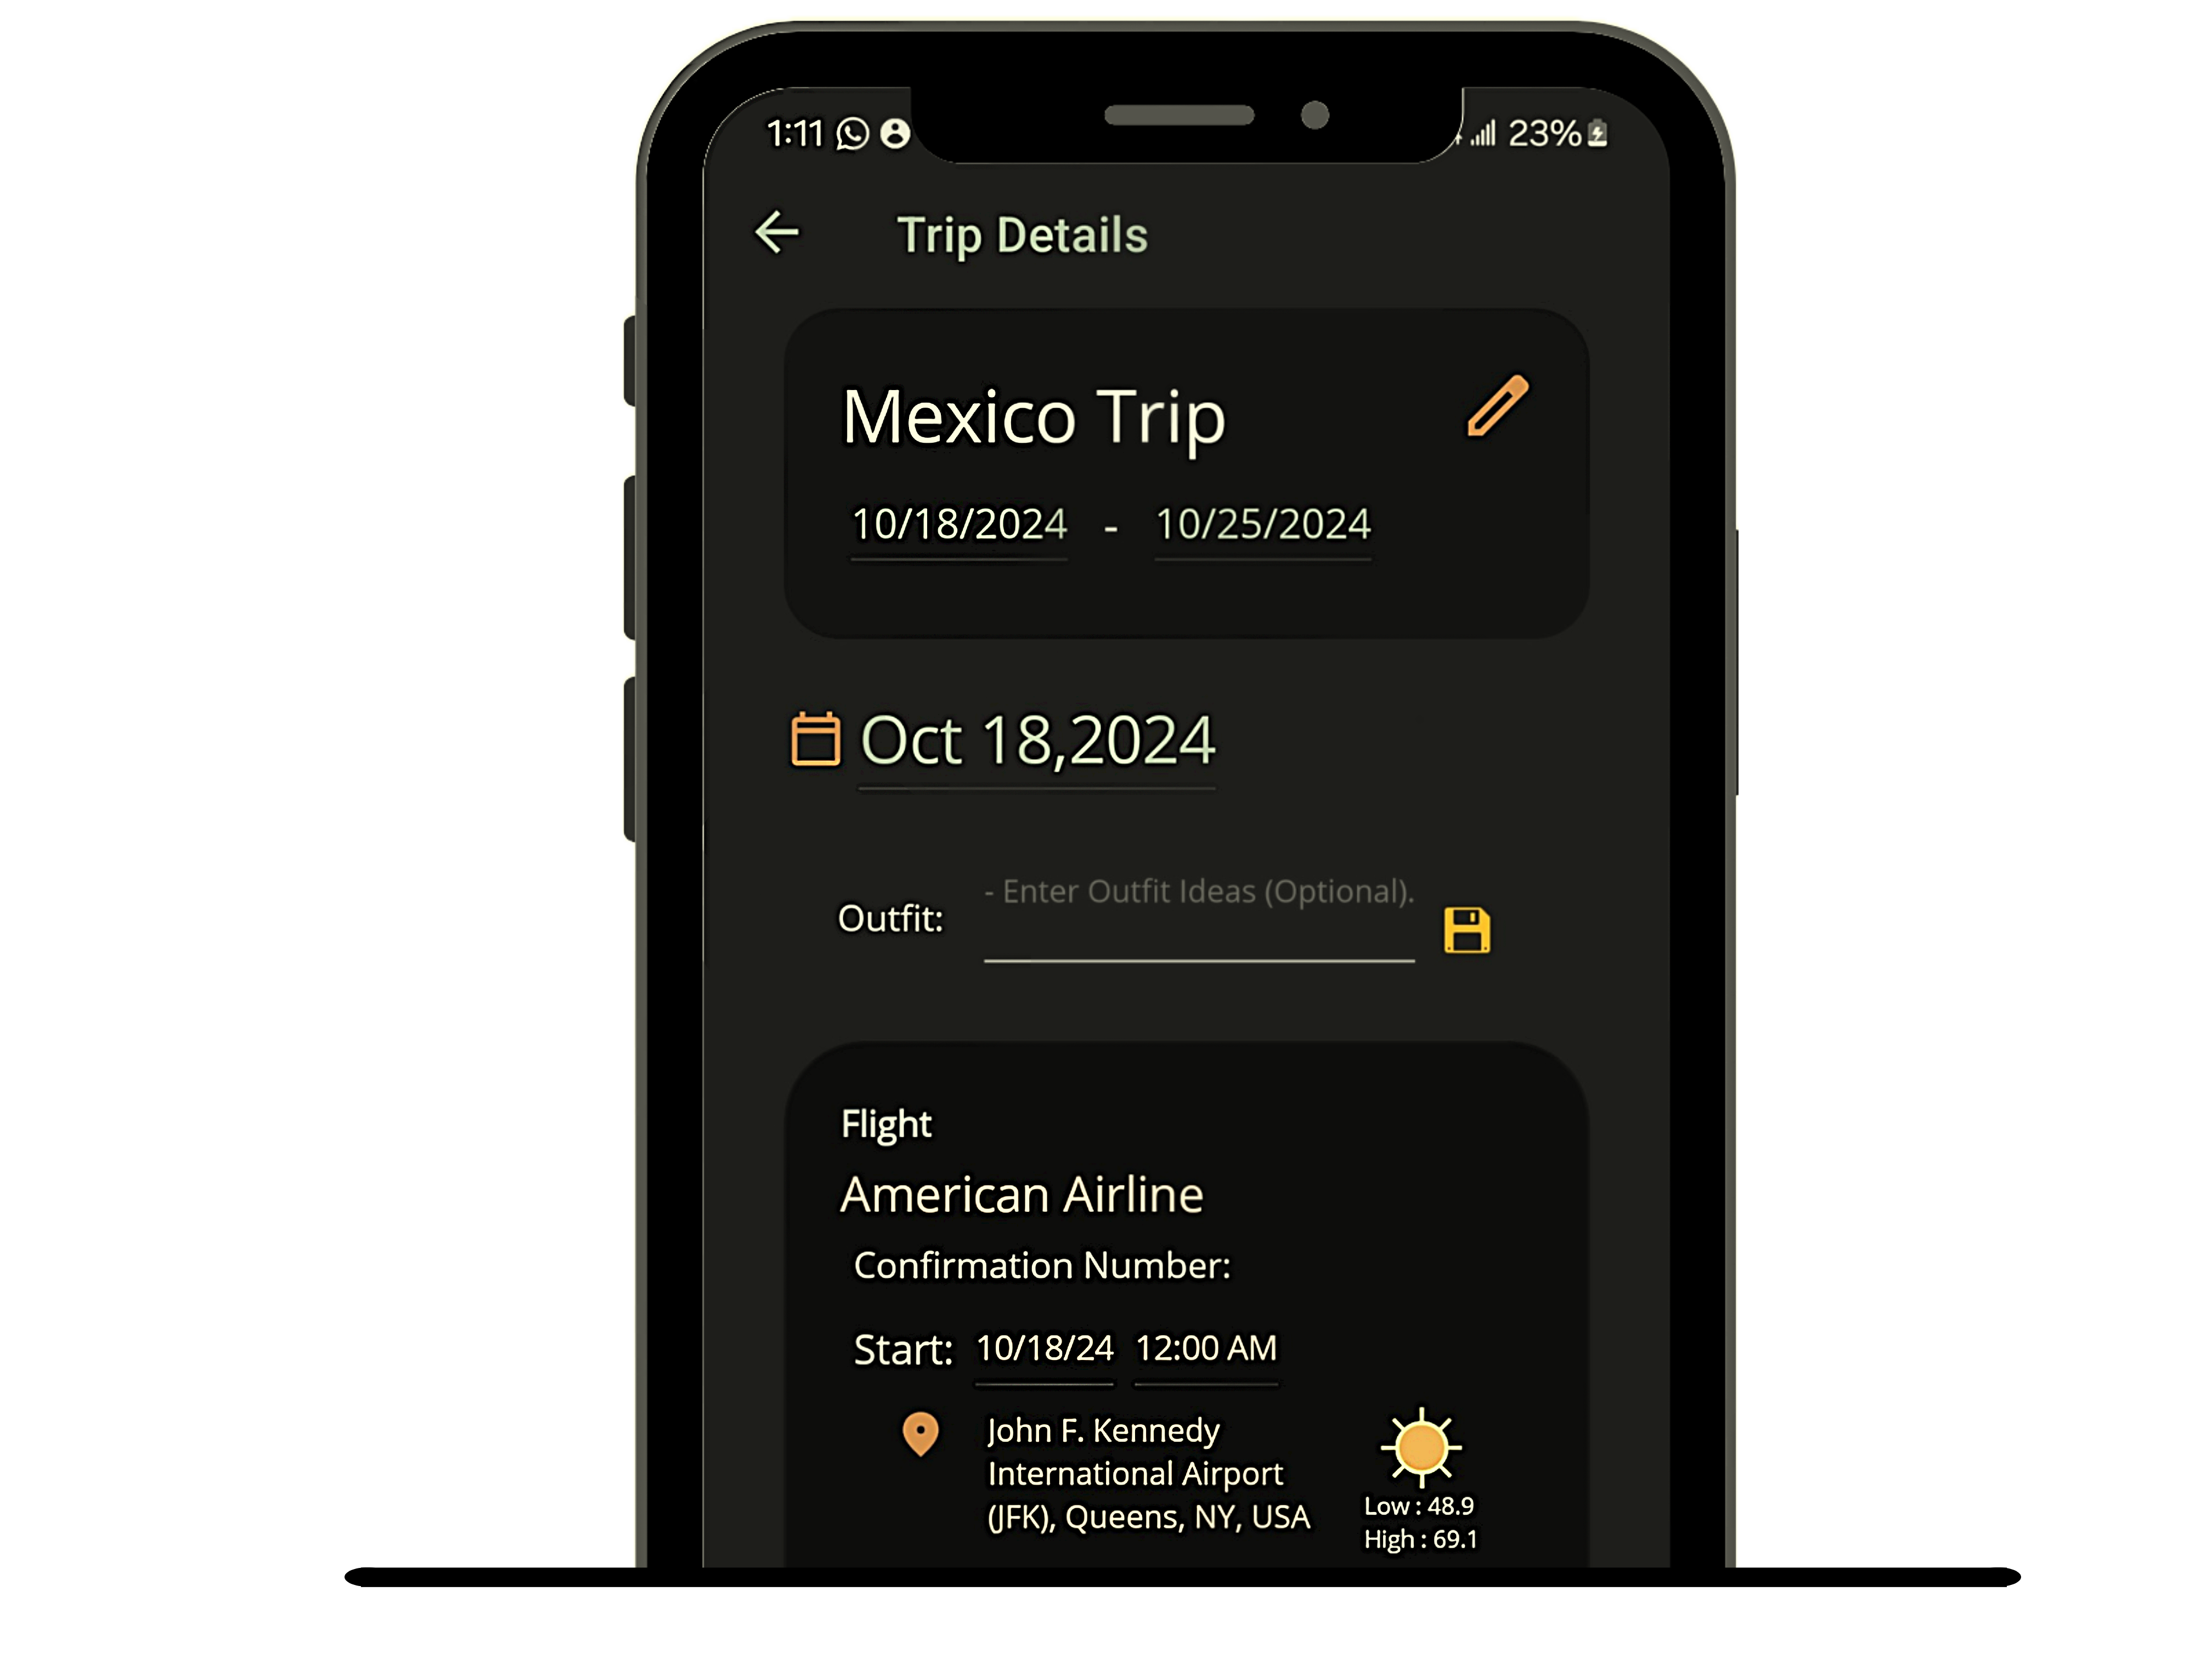 1:11 23%
Trip Details
Mexico Trip
10/18/2024 - 10/25/2024
Oct 18,2024
Outfit: - Enter Outfit Ideas (Optional).
Flight
American Airline
Confirmation Number:
Start: 10/18/24 12:00 AM
John F. Kennedy
International Airport
(JFK), Queens, NY, USA
Low : 48.9
High : 69.1